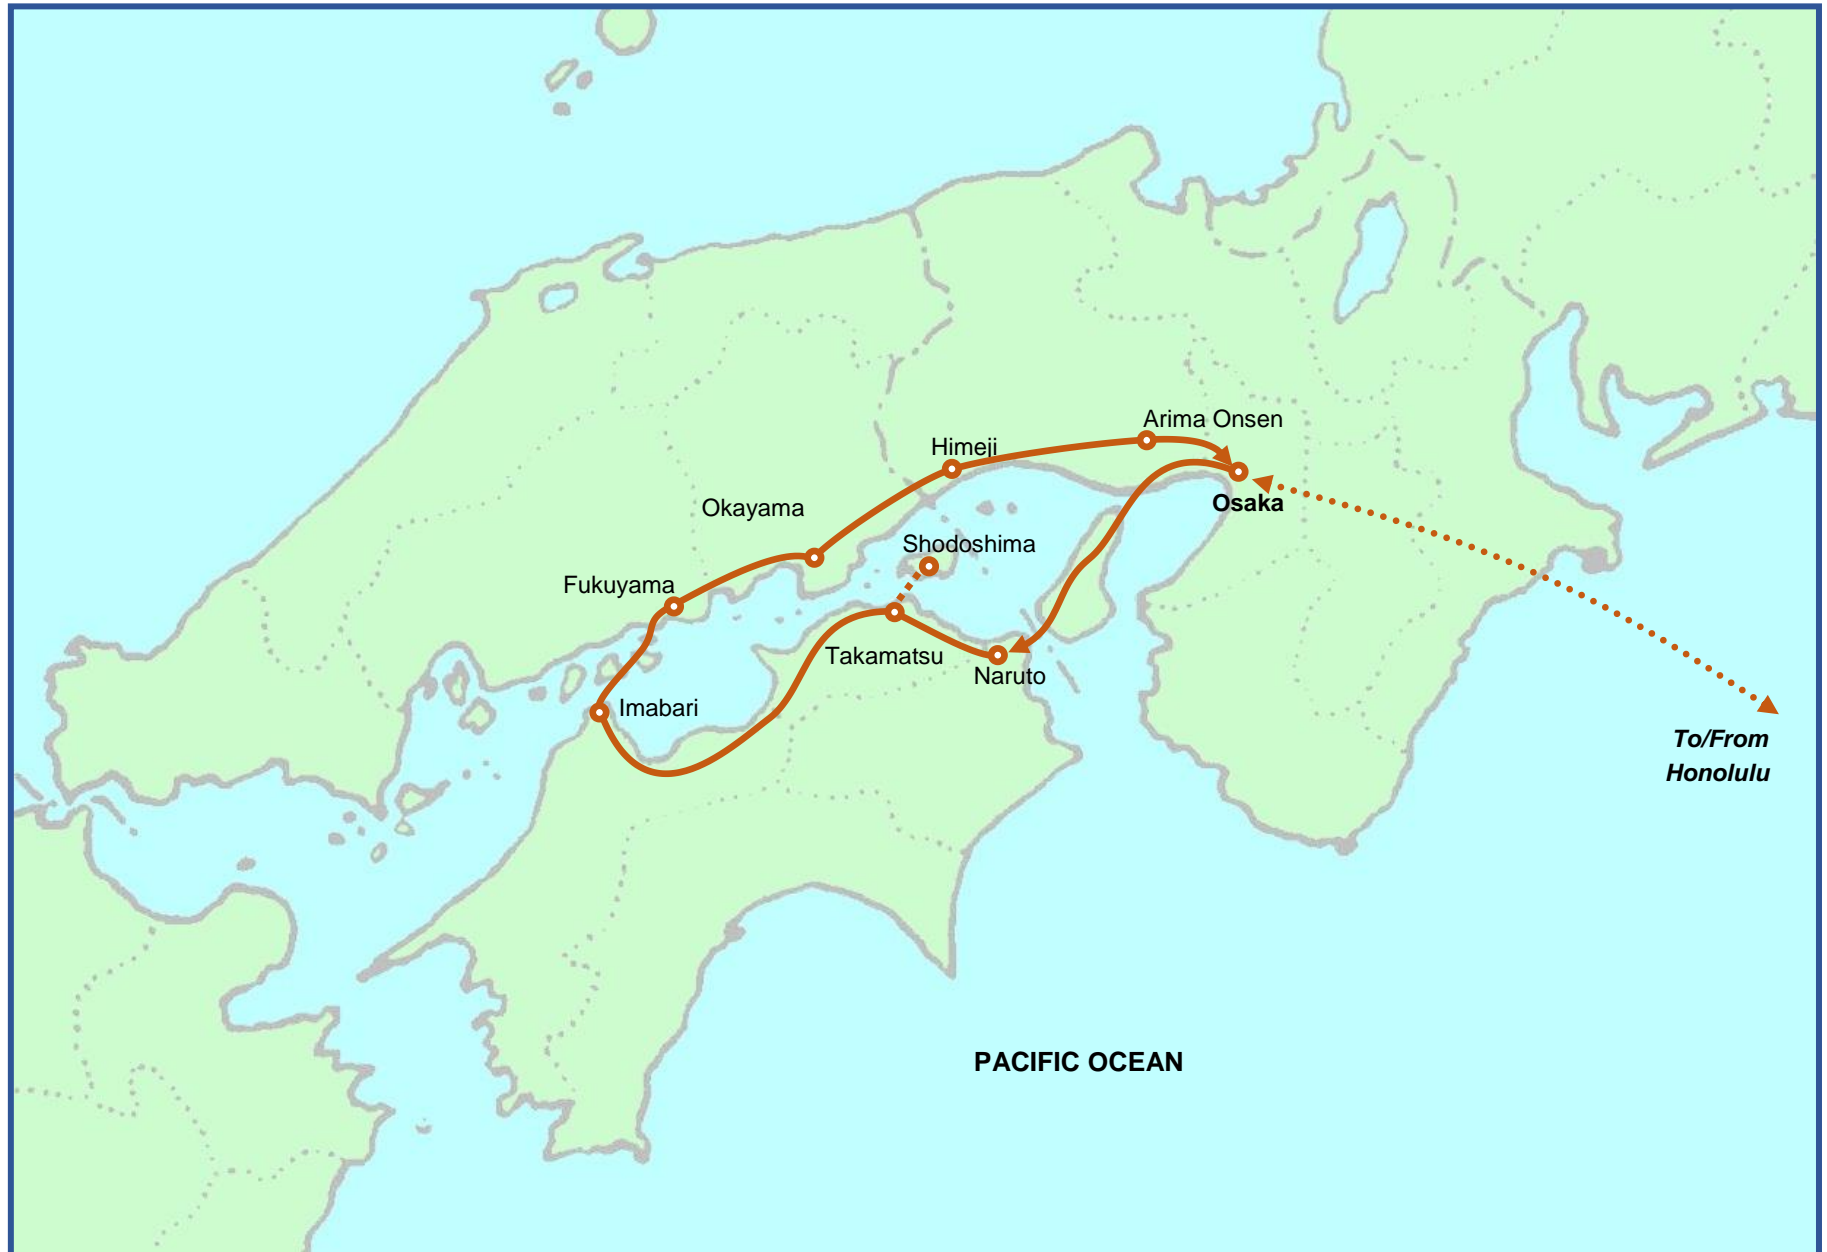 Arima Onsen
Himeji
Osaka
Okayama
Shodoshima
Fukuyama
Takamatsu
Naruto
Imabari
To/From
Honolulu
PACIFIC OCEAN